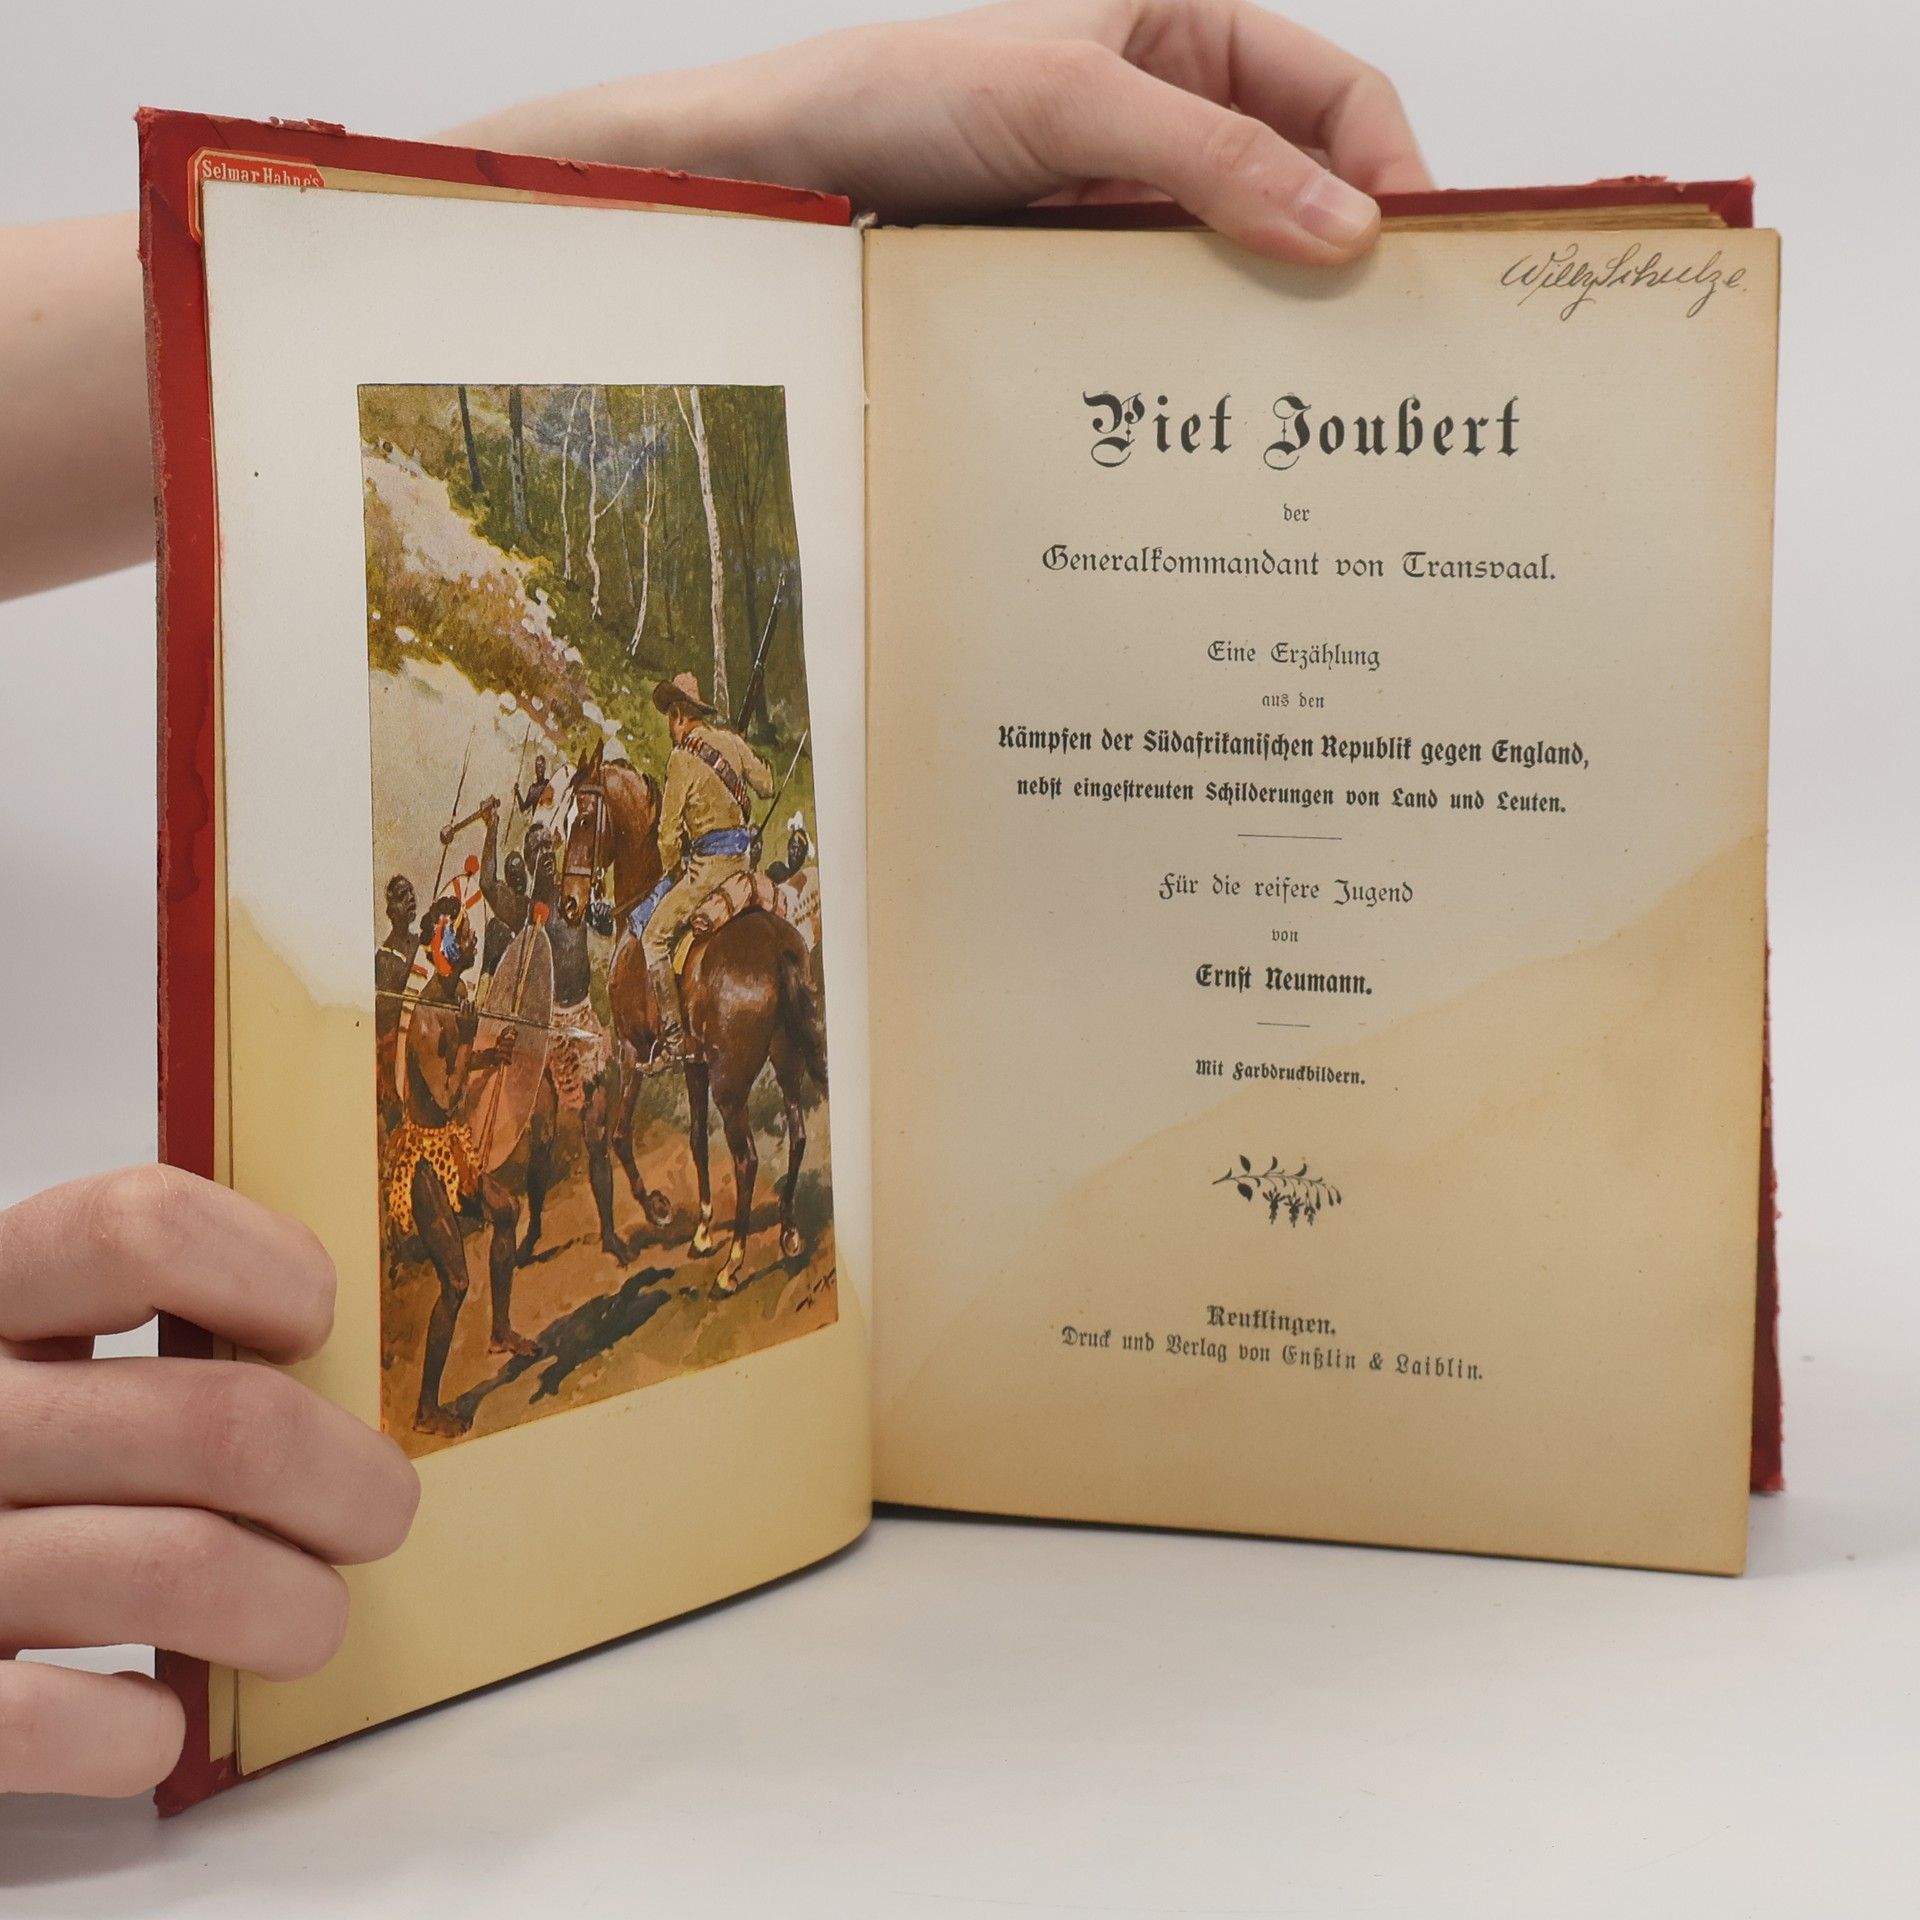 Selmar Hahne's
Willy Schulze.
Piet Joubert
der
Generalkommandant von Transvaal.
Eine Erzählung
aus den
Kämpfen der Südafrikanischen Republik gegen England,
nebst eingestreuten Schilderungen von Land und Leuten.
Für die reifere Jugend
von
Ernst Neumann.
Mit Farbdruckbildern.
Reutlingen.
Druck und Verlag von Enßlin & Laiblin.